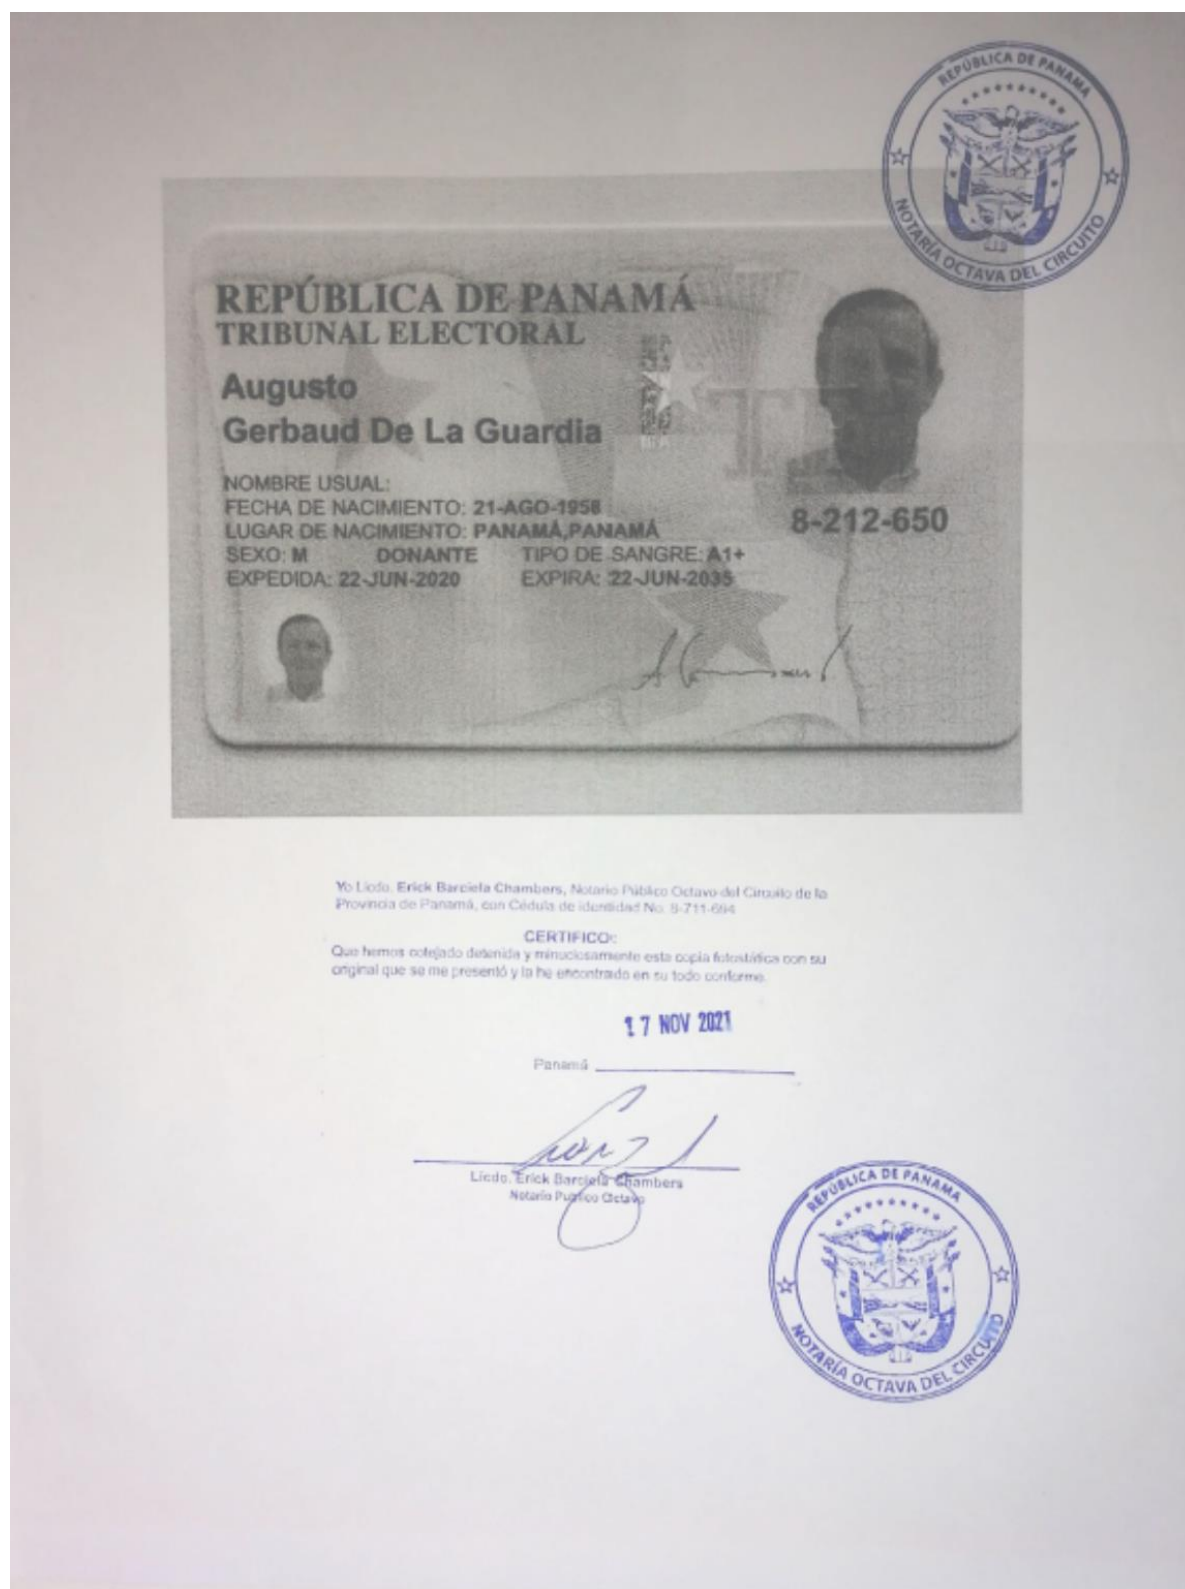 REPÚBLICA DE PANAMA
NOTARÍA OCTAVA DEL CIRCUITO
REPÚBLICA DE PANAMÁ
TRIBUNAL ELECTORAL
Augusto
Gerbaud De La Guardia
NOMBRE USUAL:
FECHA DE NACIMIENTO: 21-AGO-1958
LUGAR DE NACIMIENTO: PANAMÁ,PANAMÁ
SEXO: M DONANTE TIPO DE SANGRE: A1+
EXPEDIDA: 22-JUN-2020 EXPIRA: 22-JUN-2035
8-212-650
Yo Licdo. Erick Barciela Chambers, Notario Público Octavo del Circuito de la
Provincia de Panamá, con Cédula de identidad No. 8-711-694
CERTIFICO:
Que hemos cotejado detenida y minuciosamente esta copia fotostática con su
original que se me presentó y la he encontrado en su todo conforme.
17 NOV 2021
Panamá
Licdo. Erick Barciela Chambers
Notario Público Octavo
REPÚBLICA DE PANAMA
NOTARÍA OCTAVA DEL CIRCUITO